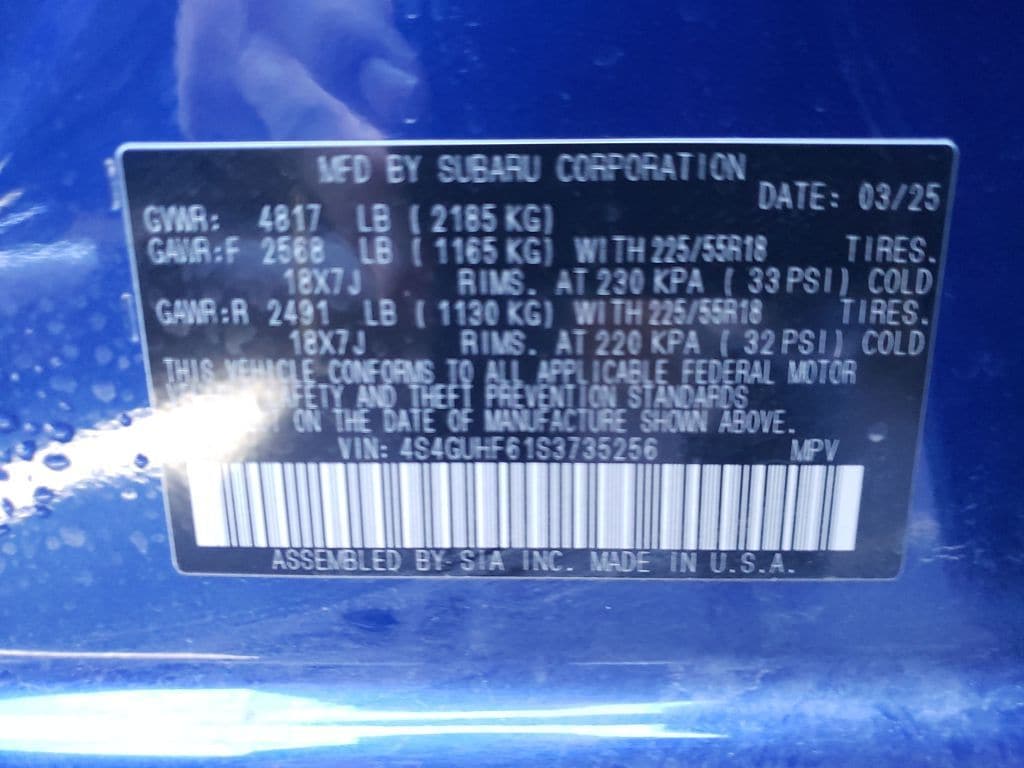 MFD BY SUBARU CORPORATION
DATE: 03/25
GVWR: 4817 LB ( 2185 KG)
GAWR:F 2568 LB ( 1165 KG) WITH 225/55R18 TIRES.
18X7J RIMS. AT 230 KPA ( 33 PSI) COLD
GAWR:R 2491 LB ( 1130 KG) WITH 225/55R18 TIRES.
18X7J RIMS. AT 220 KPA ( 32 PSI) COLD
THIS VEHICLE CONFORMS TO ALL APPLICABLE FEDERAL MOTOR
AND THEFT PREVENTION STANDARDS
ON THE DATE OF MANUFACTURE SHOWN ABOVE.
VIN: 4S4GUHF61S3735256 MPV
ASSEMBLED BY SIA INC. MADE IN U.S.A.